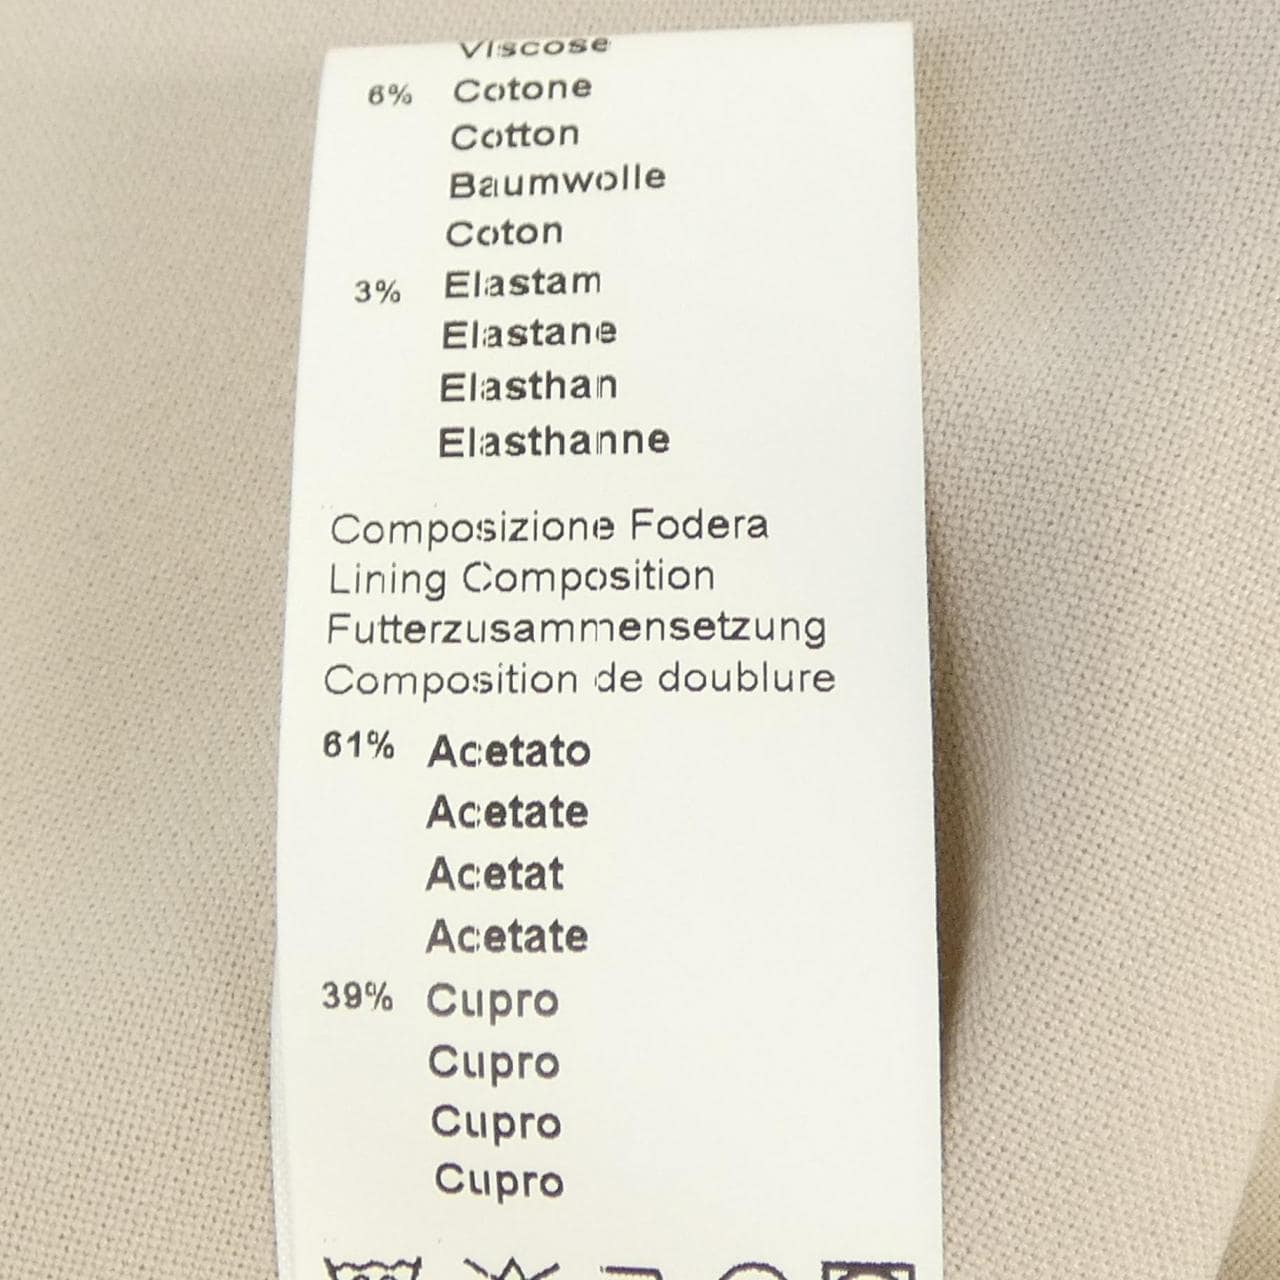 Viscose
6% Cotone
Cotton
Baumwolle
Coton
3% Elastam
Elastane
Elasthan
Elasthanne
Composizione Fodera
Lining Composition
Futterzusammensetzung
Composition de doublure
61% Acetato
Acetate
Acetat
Acetate
39% Cupro
Cupro
Cupro
Cupro